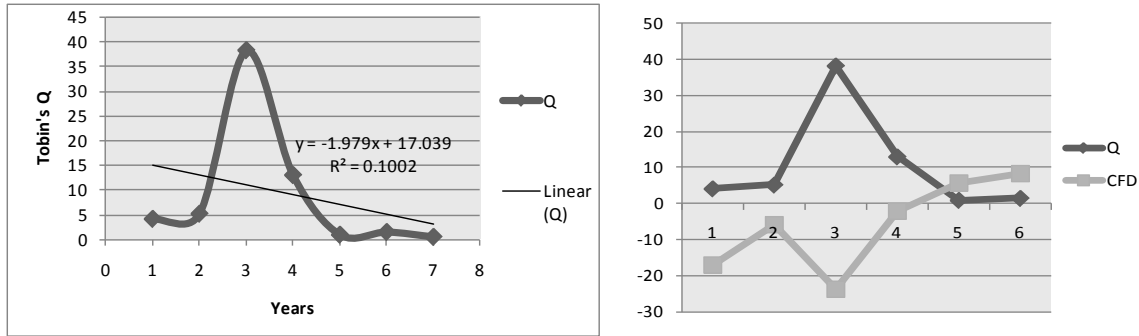 45
40
35
30
25
20
15
10
5
0
Tobin's Q
y = -1.979x + 17.039
R² = 0.1002
0 1 2 3 4 5 6 7 8
Years
Q
Linear
(Q)
50
40
30
20
10
0
-10
-20
-30
1 2 3 4 5 6
Q
CFD